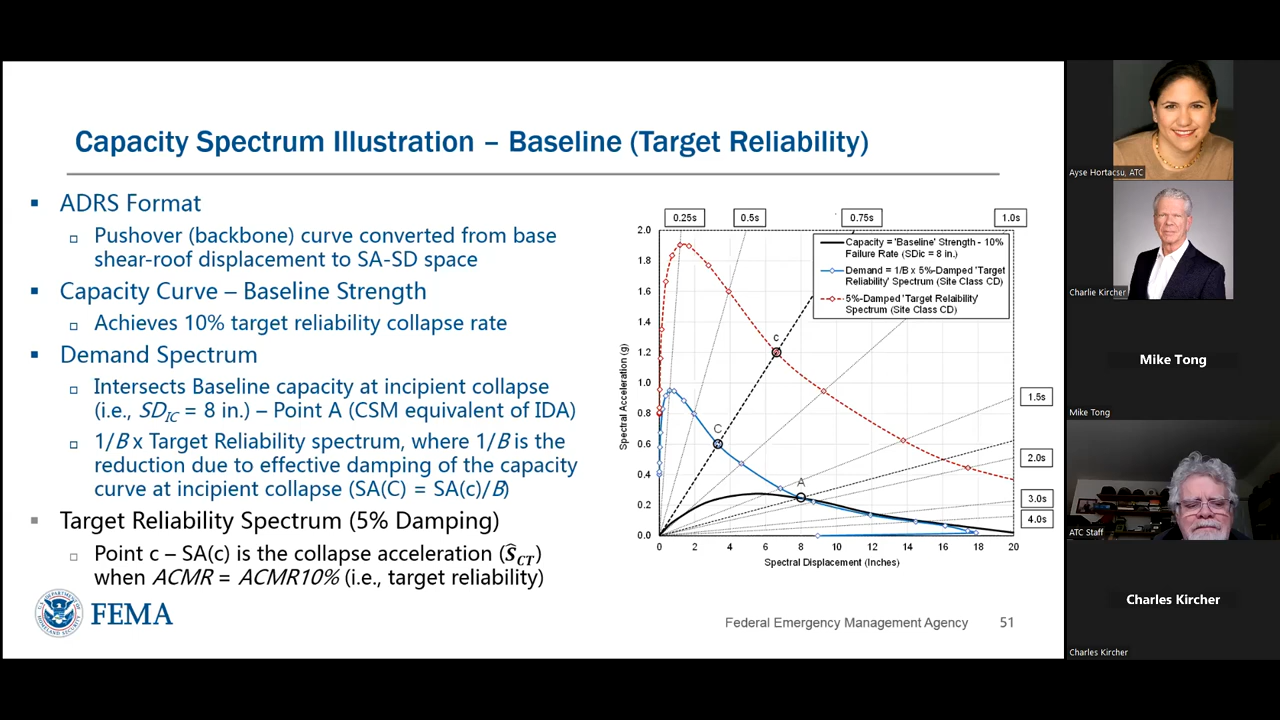 Capacity Spectrum Illustration – Baseline (Target Reliability)
▪ ADRS Format
▫ Pushover (backbone) curve converted from base
shear-roof displacement to SA-SD space
▪ Capacity Curve – Baseline Strength
▫ Achieves 10% target reliability collapse rate
▪ Demand Spectrum
▫ Intersects Baseline capacity at incipient collapse
(i.e., SD_IC = 8 in.) – Point A (CSM equivalent of IDA)
▫ 1/B x Target Reliability spectrum, where 1/B is the
reduction due to effective damping of the capacity
curve at incipient collapse (SA(C) = SA(c)/B)
▪ Target Reliability Spectrum (5% Damping)
▫ Point c – SA(c) is the collapse acceleration (Ŝ_CT)
when ACMR = ACMR10% (i.e., target reliability)
FEMA
0.25s 0.5s 0.75s 1.0s
Capacity = 'Baseline' Strength - 10%
Failure Rate (SDic = 8 in.)
Demand = 1/B x 5%-Damped 'Target
Reliability' Spectrum (Site Class CD)
5%-Damped 'Target Relaibility'
Spectrum (Site Class CD)
2.0
1.8
1.6
1.4
1.2
1.0
0.8
0.6
0.4
0.2
0.0
Spectral Acceleration (g)
c
C
A
1.5s
2.0s
3.0s
4.0s
0 2 4 6 8 10 12 14 16 18 20
Spectral Displacement (Inches)
Federal Emergency Management Agency 51
Ayse Hortacsu, ATC
Charlie Kircher
Mike Tong
Mike Tong
ATC Staff
Charles Kircher
Charles Kircher